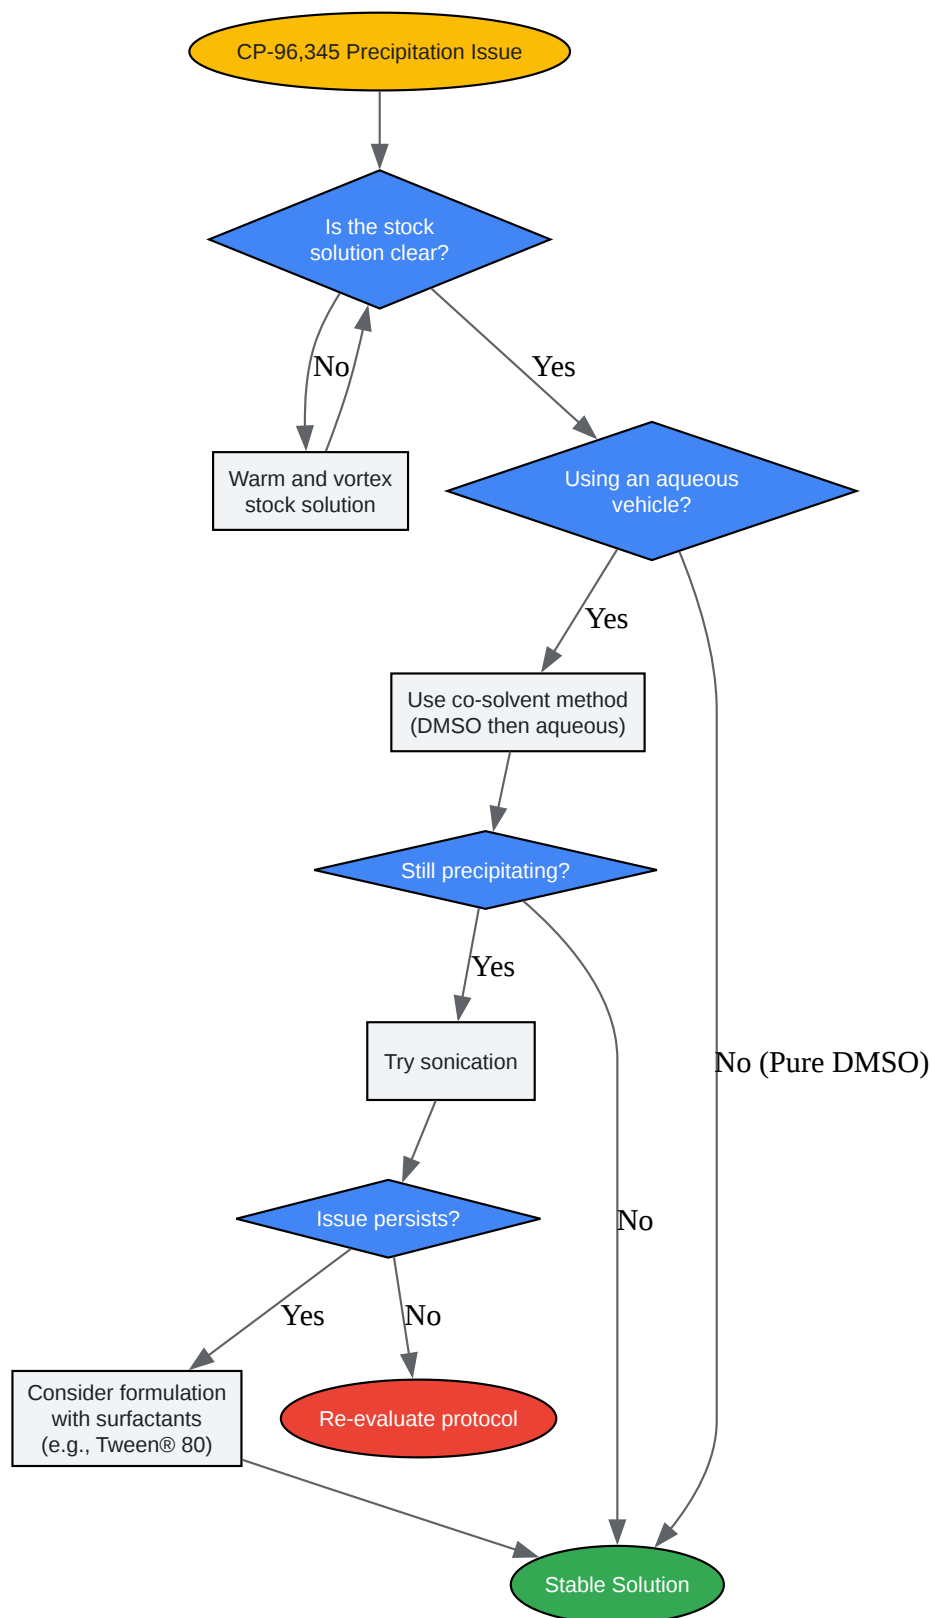 CP-96,345 Precipitation Issue
Is the stock
solution clear?
No
Yes
Warm and vortex
stock solution
Using an aqueous
vehicle?
Yes
Use co-solvent method
(DMSO then aqueous)
Still precipitating?
Yes
Try sonication
No (Pure DMSO)
Issue persists?
No
Yes
No
Consider formulation
with surfactants
(e.g., Tween® 80)
Re-evaluate protocol
Stable Solution